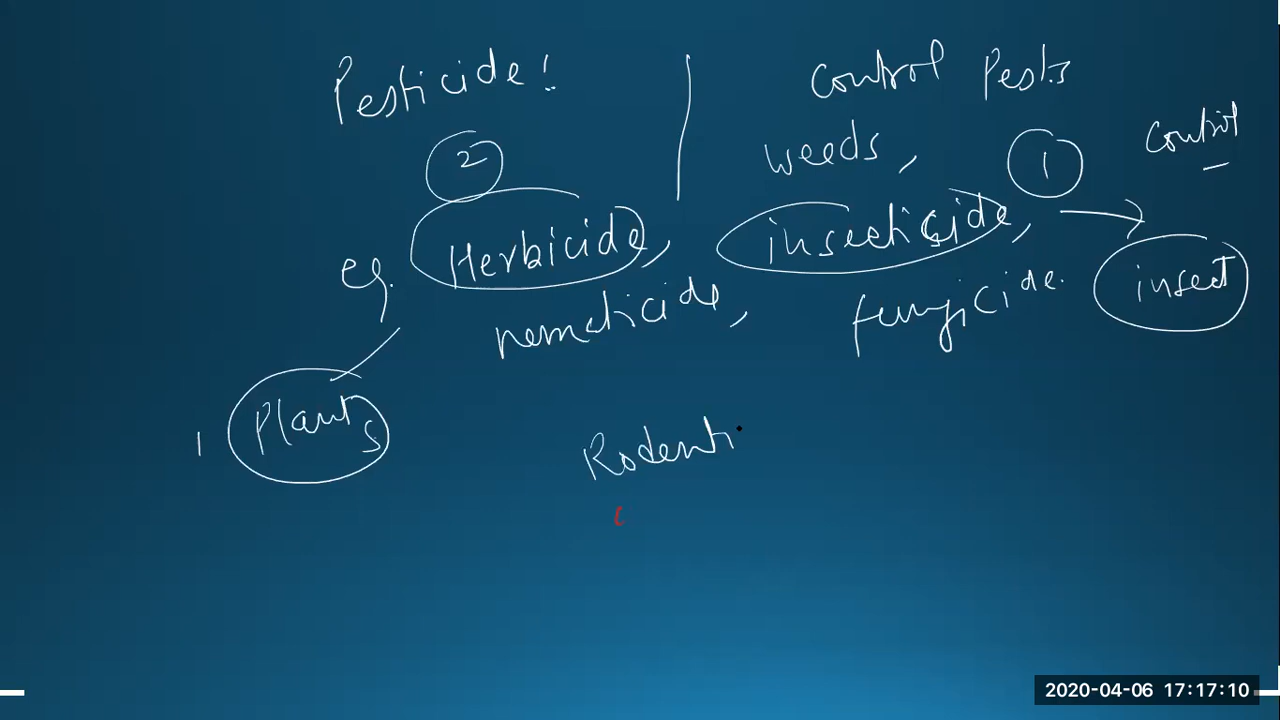 Pesticide! Control Pests
2 weeds, 1 Control
eg. Herbicide, insecticide, insect
nematicide, fungicide.
1 Plants
Rodenti
2020-04-06 17:17:10